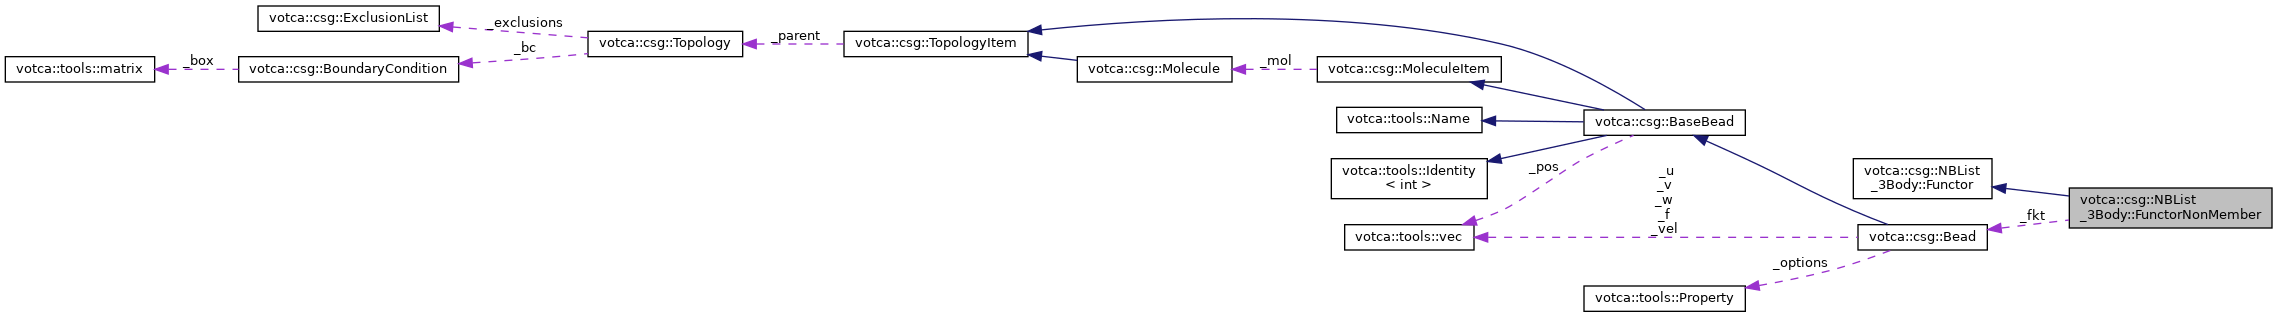 votca::csg::ExclusionList
_exclusions
votca::csg::Topology
_parent
votca::csg::TopologyItem
_bc
votca::tools::matrix
_box
votca::csg::BoundaryCondition
votca::csg::Molecule
_mol
votca::csg::MoleculeItem
votca::tools::Name
votca::csg::BaseBead
votca::tools::Identity
< int >
_pos
_u
_v
_w
_f
_vel
votca::csg::NBList
_3Body::Functor
votca::csg::NBList
_3Body::FunctorNonMember
_fkt
votca::tools::vec
votca::csg::Bead
_options
votca::tools::Property